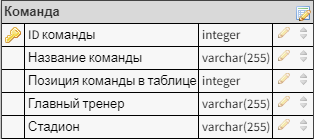 Команда
ID команды integer
Название команды varchar(255)
Позиция команды в таблице integer
Главный тренер varchar(255)
Стадион varchar(255)